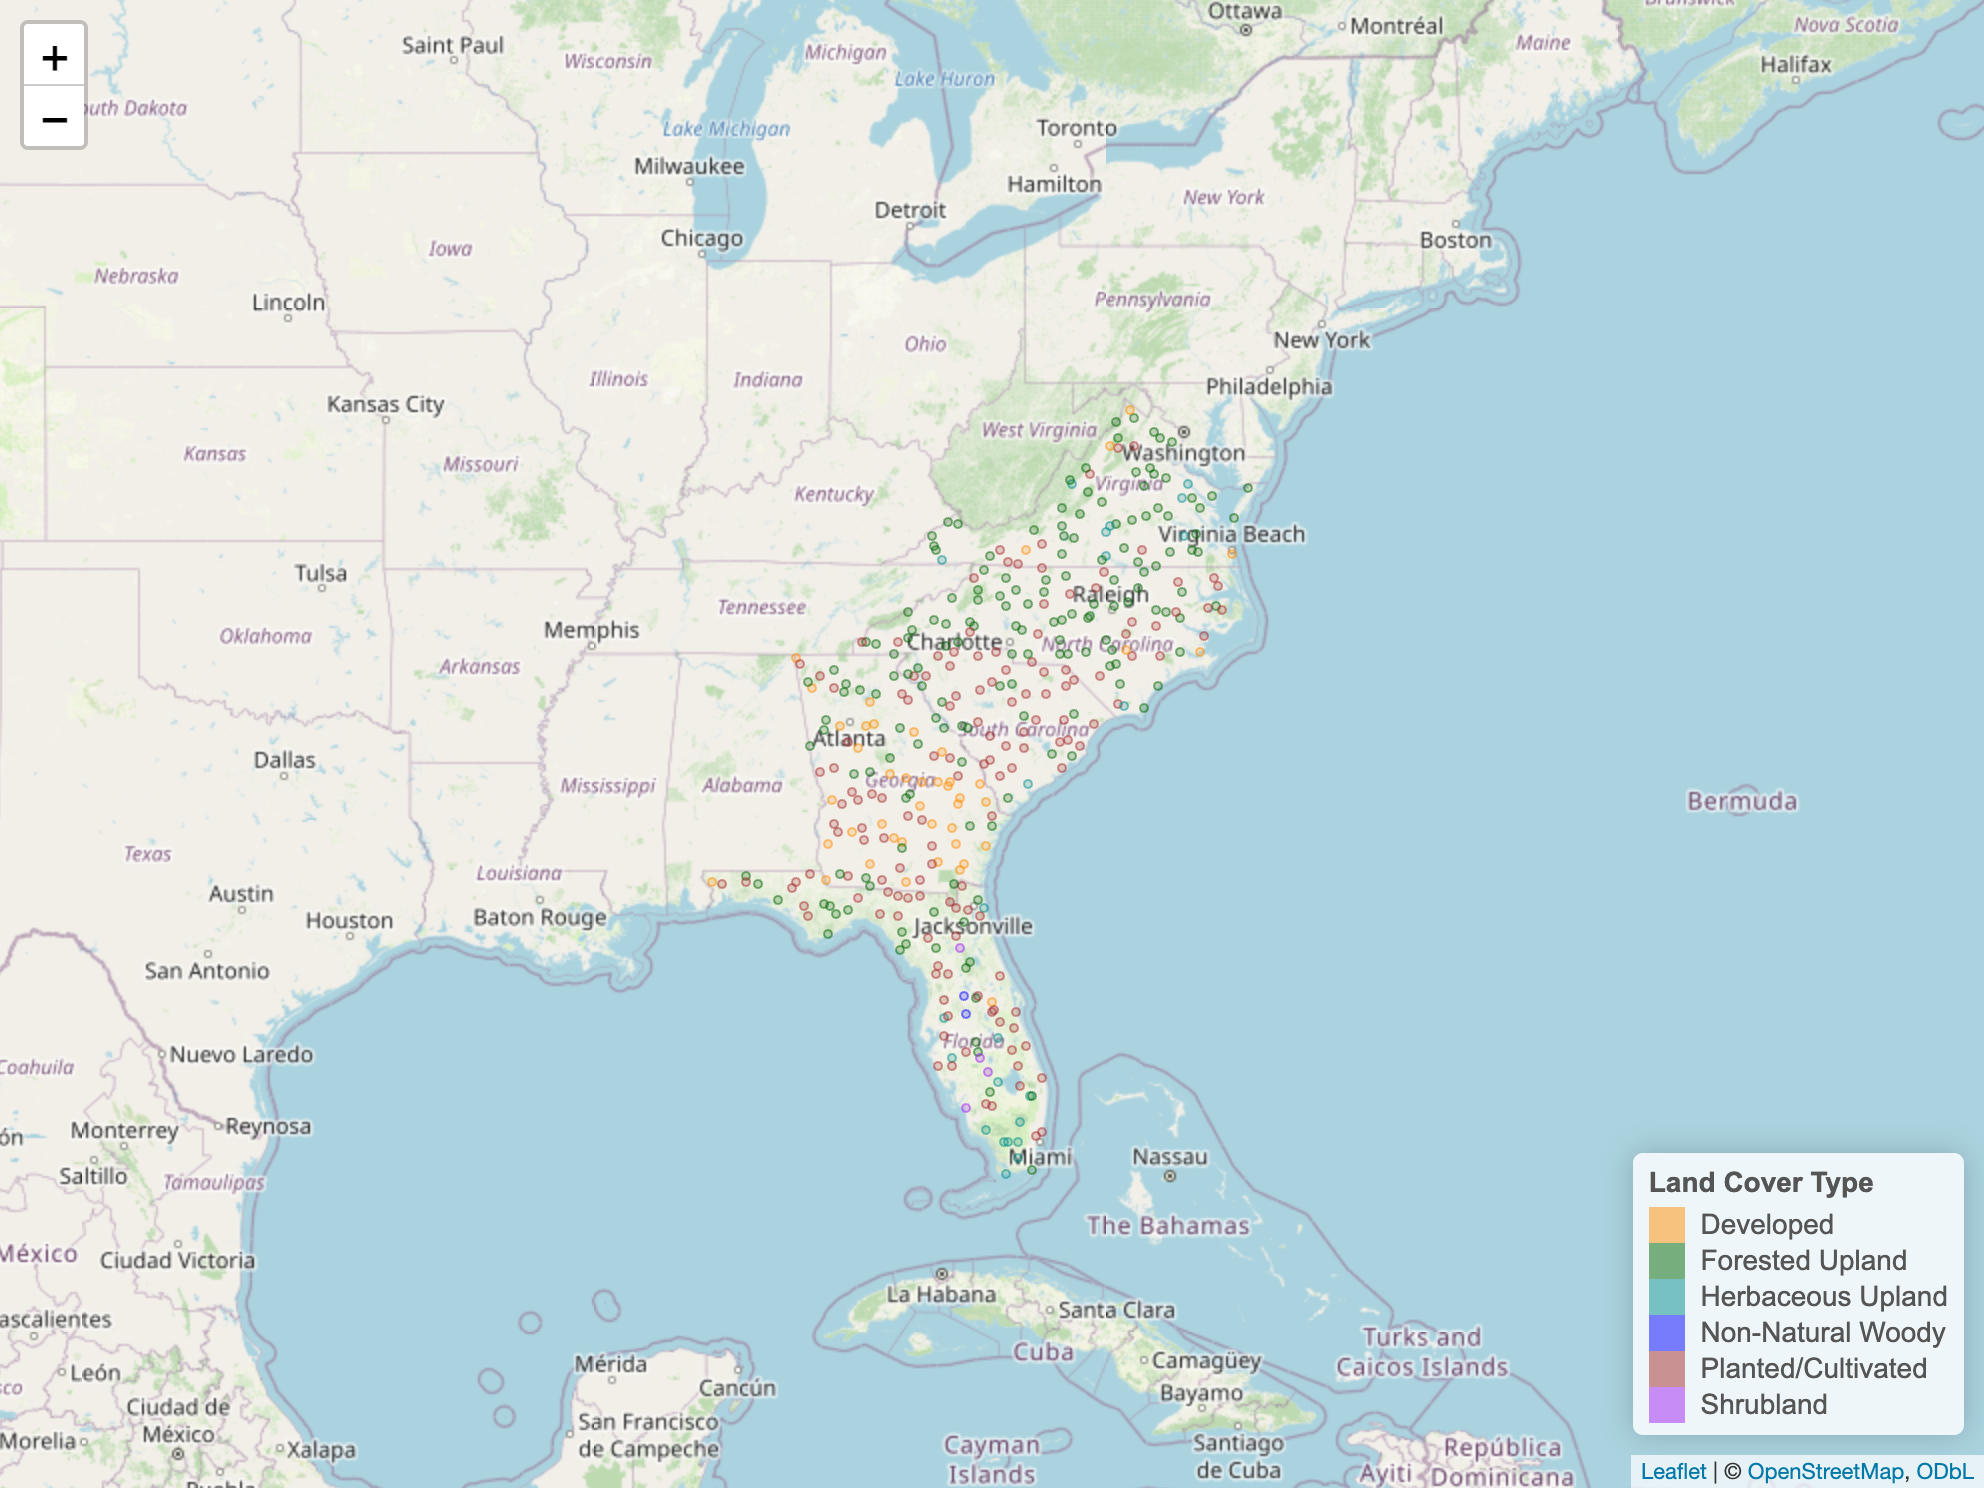 +
−
Ottawa
Montréal
Nova Scotia
Saint Paul
Wisconsin
Michigan
Maine
Lake Huron
Halifax
outh Dakota
Lake Michigan
Toronto
Milwaukee
Hamilton
New York
Detroit
Chicago
Boston
Iowa
Nebraska
Lincoln
Pennsylvania
New York
Ohio
Illinois
Indiana
Philadelphia
Kansas City
West Virginia
Washington
Kansas
Missouri
Kentucky
Virginia
Virginia Beach
Tulsa
Raleigh
Tennessee
Memphis
Oklahoma
Charlotte
North Carolina
Arkansas
South Carolina
Atlanta
Dallas
Mississippi
Alabama
Georgia
Bermuda
Texas
Louisiana
Austin
Houston
Baton Rouge
Jacksonville
San Antonio
Florida
Nuevo Laredo
Coahuila
Reynosa
Monterrey
ón
Saltillo
Tamaulipas
Miami
Nassau
The Bahamas
México
Ciudad Victoria
La Habana
Santa Clara
ascalientes
Cuba
Turks and
Caicos Islands
Mérida
Camagüey
León
Cancún
Bayamo
sco
Ciudad de
México
San Francisco
de Campeche
Morelia
Xalapa
Cayman
Islands
Santiago
de Cuba
República
Dominicana
Ayiti
Land Cover Type
Developed
Forested Upland
Herbaceous Upland
Non-Natural Woody
Planted/Cultivated
Shrubland
Leaflet | © OpenStreetMap, ODbL